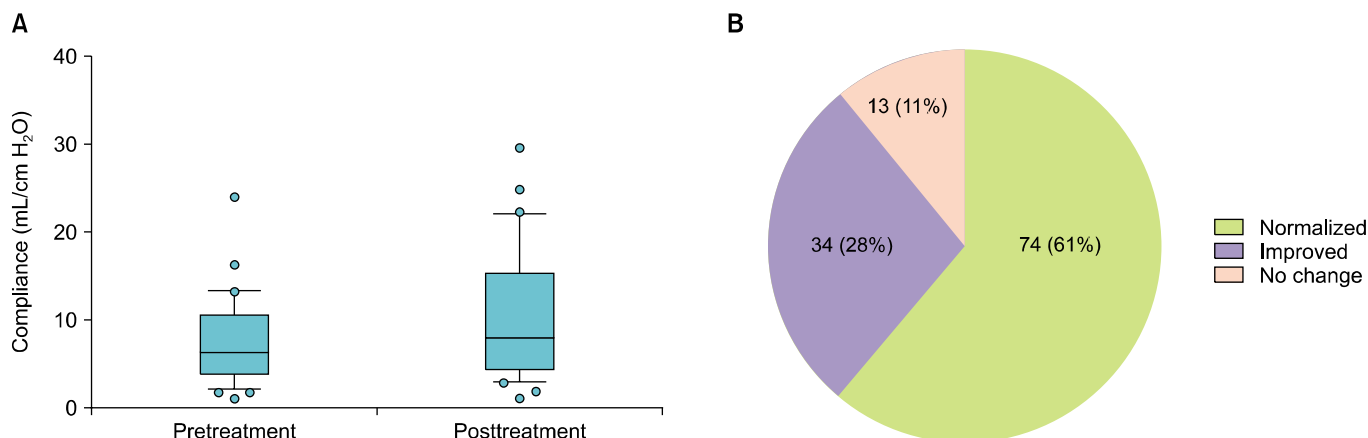 A
Compliance (mL/cm H₂O)
40
30
20
10
0
Pretreatment
Posttreatment
B
13 (11%)
34 (28%)
74 (61%)
Normalized
Improved
No change